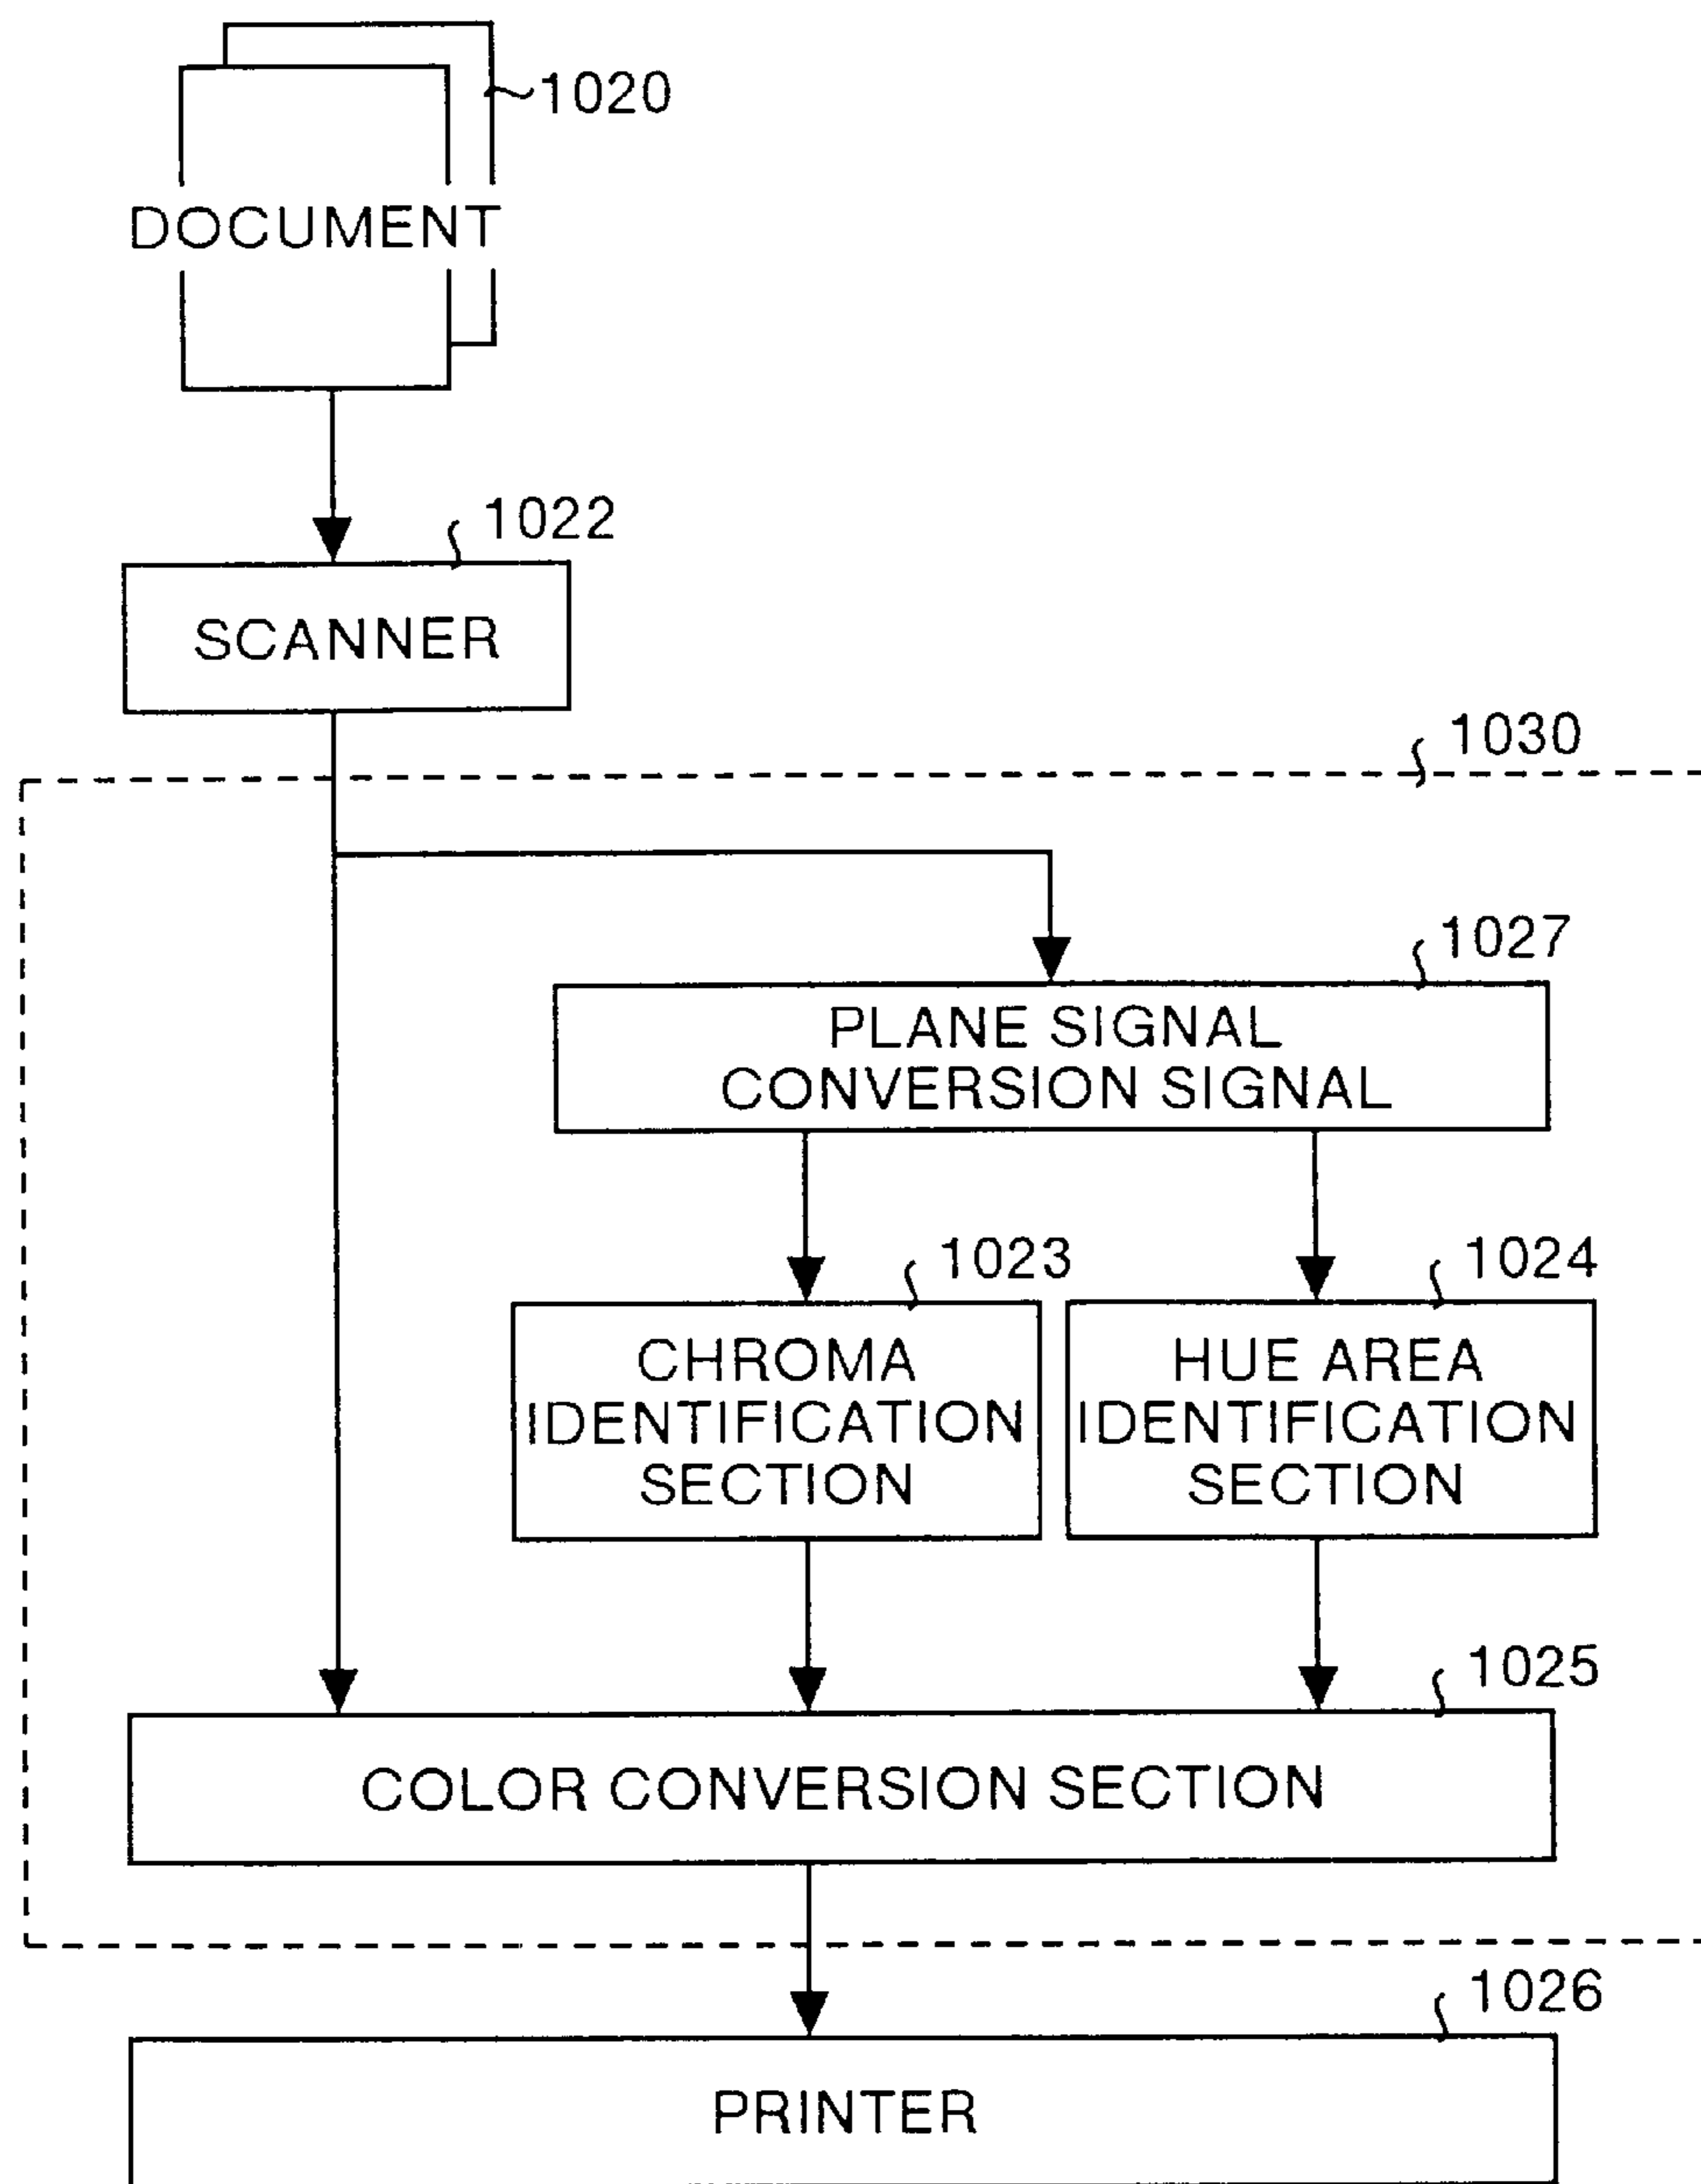 1020
DOCUMENT
1022
SCANNER
1030
1027
PLANE SIGNAL
CONVERSION SIGNAL
1023
1024
CHROMA
IDENTIFICATION
SECTION
HUE AREA
IDENTIFICATION
SECTION
1025
COLOR CONVERSION SECTION
1026
PRINTER